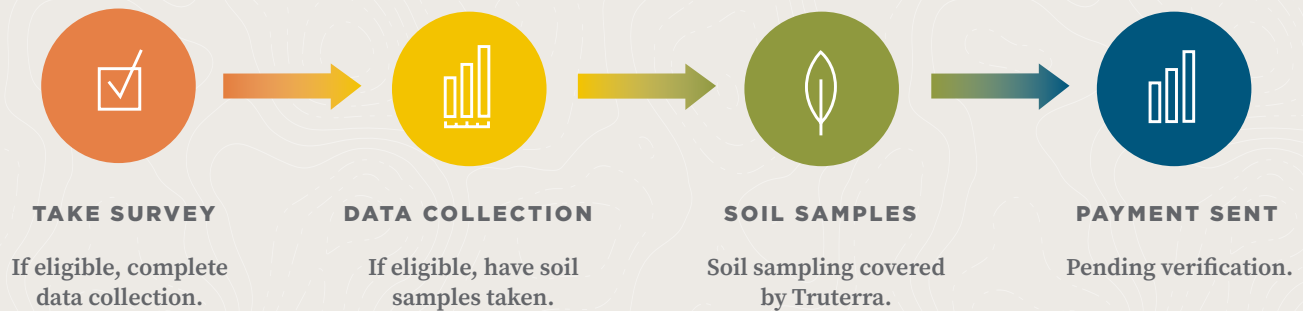 TAKE SURVEY
If eligible, complete
data collection.
DATA COLLECTION
If eligible, have soil
samples taken.
SOIL SAMPLES
Soil sampling covered
by Truterra.
PAYMENT SENT
Pending verification.